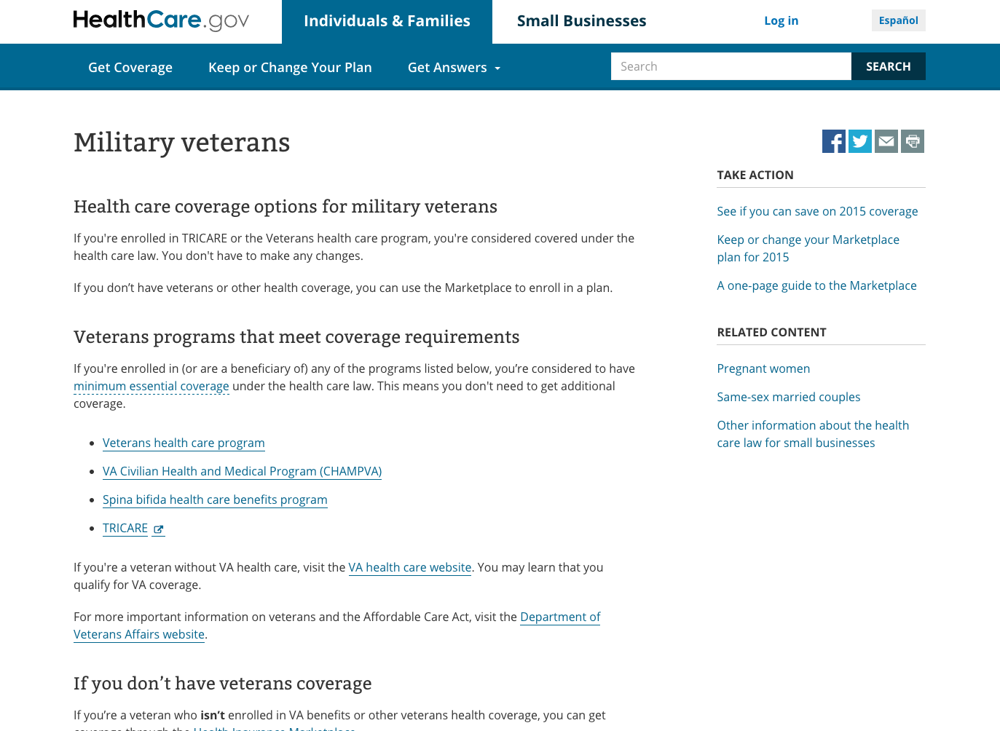 HealthCare.gov
Individuals & Families
Small Businesses
Log in
Español
Get Coverage
Keep or Change Your Plan
Get Answers
Search
SEARCH
Military veterans
Health care coverage options for military veterans
If you're enrolled in TRICARE or the Veterans health care program, you're considered covered under the
health care law. You don't have to make any changes.
If you don’t have veterans or other health coverage, you can use the Marketplace to enroll in a plan.
Veterans programs that meet coverage requirements
If you're enrolled in (or are a beneficiary of) any of the programs listed below, you’re considered to have
minimum essential coverage under the health care law. This means you don't need to get additional
coverage.
Veterans health care program
VA Civilian Health and Medical Program (CHAMPVA)
Spina bifida health care benefits program
TRICARE
If you're a veteran without VA health care, visit the VA health care website. You may learn that you
qualify for VA coverage.
For more important information on veterans and the Affordable Care Act, visit the Department of
Veterans Affairs website.
If you don’t have veterans coverage
If you’re a veteran who isn’t enrolled in VA benefits or other veterans health coverage, you can get
coverage through the Health Insurance Marketplace.
TAKE ACTION
See if you can save on 2015 coverage
Keep or change your Marketplace
plan for 2015
A one-page guide to the Marketplace
RELATED CONTENT
Pregnant women
Same-sex married couples
Other information about the health
care law for small businesses